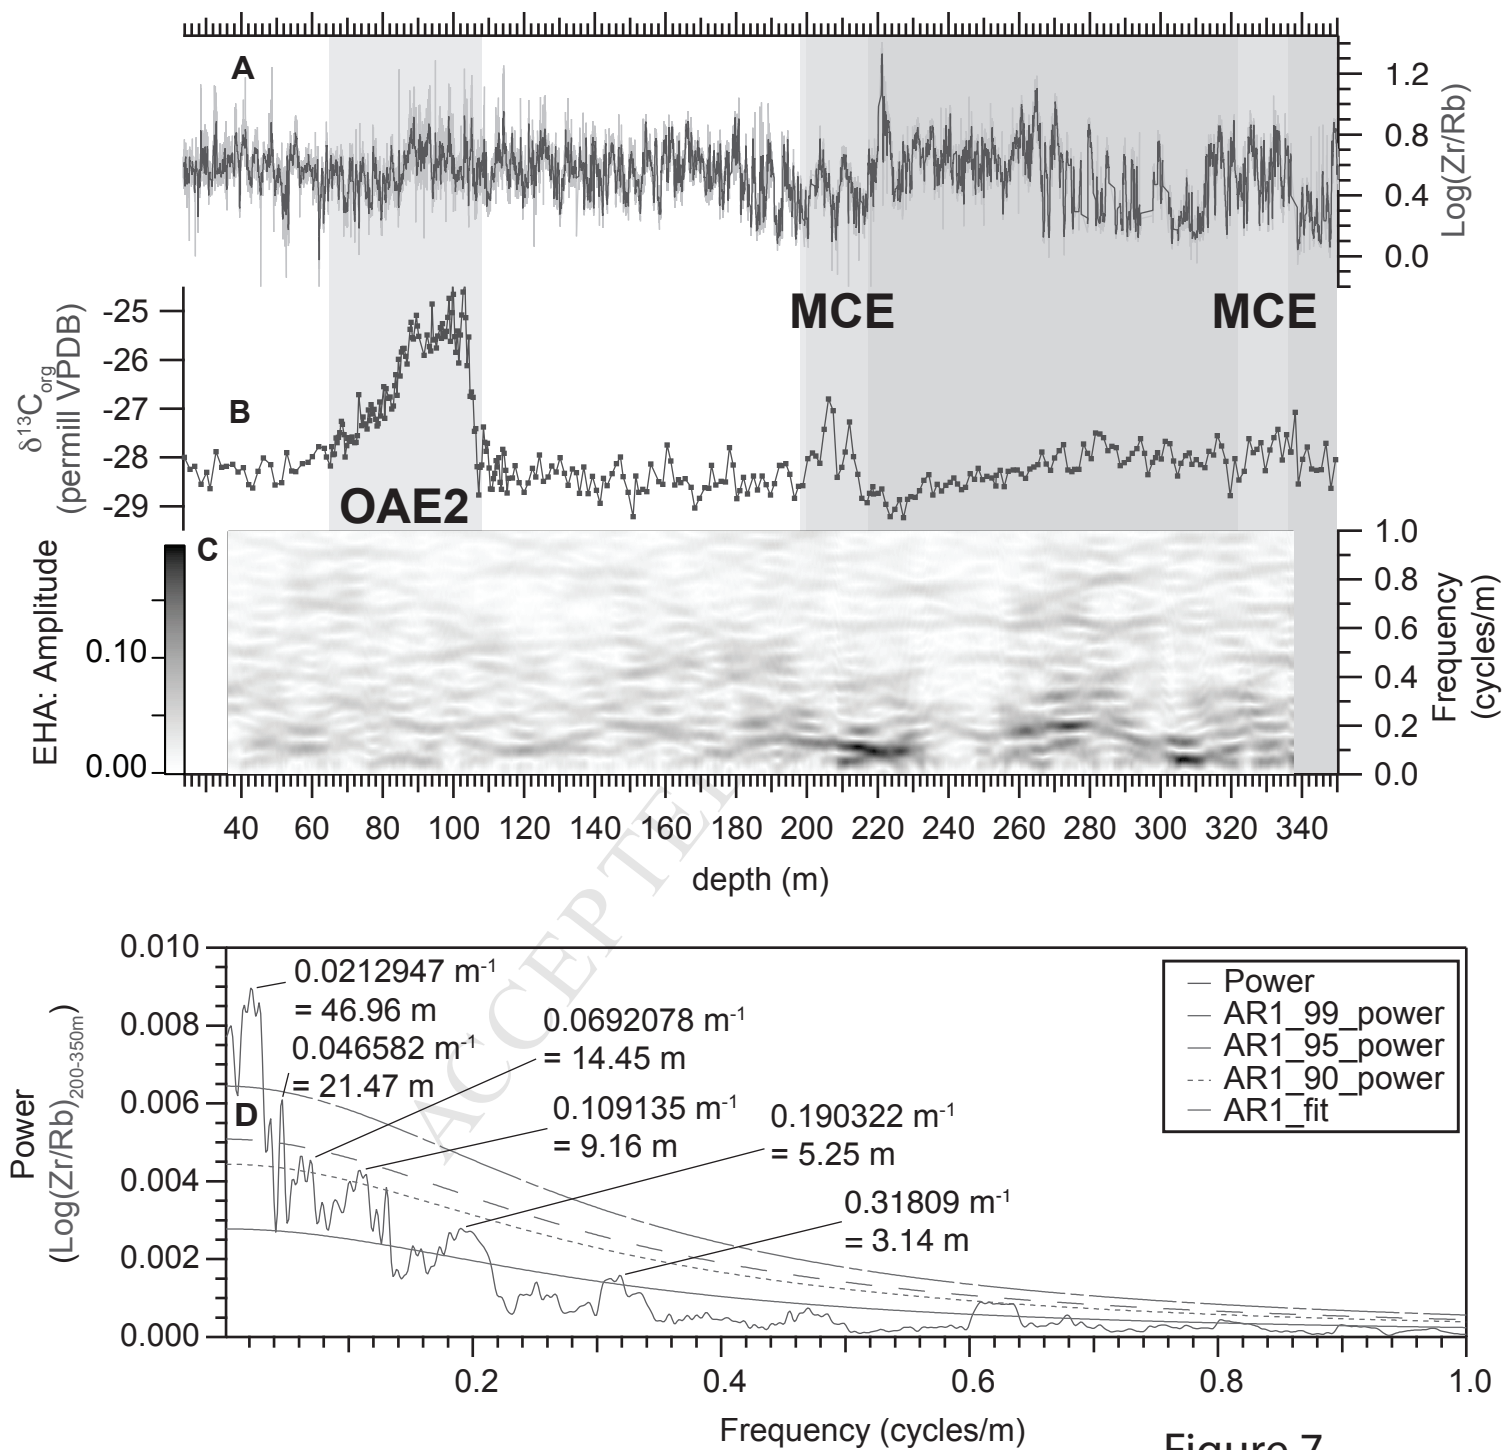 A
1.2
0.8
0.4
0.0
Log(Zr/Rb)
MCE
MCE
-25
-26
-27
-28
-29
δ13Corg
(permill VPDB)
B
OAE2
C
EHA: Amplitude
0.10
0.00
1.0
0.8
0.6
0.4
0.2
0.0
Frequency
(cycles/m)
40 60 80 100 120 140 160 180 200 220 240 260 280 300 320 340
depth (m)
ACCEPTE
0.010
0.008
0.006
0.004
0.002
0.000
Power
(Log(Zr/Rb)200-350m)
D
0.0212947 m-1
= 46.96 m
0.046582 m-1
= 21.47 m
0.0692078 m-1
= 14.45 m
0.109135 m-1
= 9.16 m
0.190322 m-1
= 5.25 m
0.31809 m-1
= 3.14 m
Power
AR1_99_power
AR1_95_power
AR1_90_power
AR1_fit
0.2 0.4 0.6 0.8 1.0
Frequency (cycles/m)
Figure 7